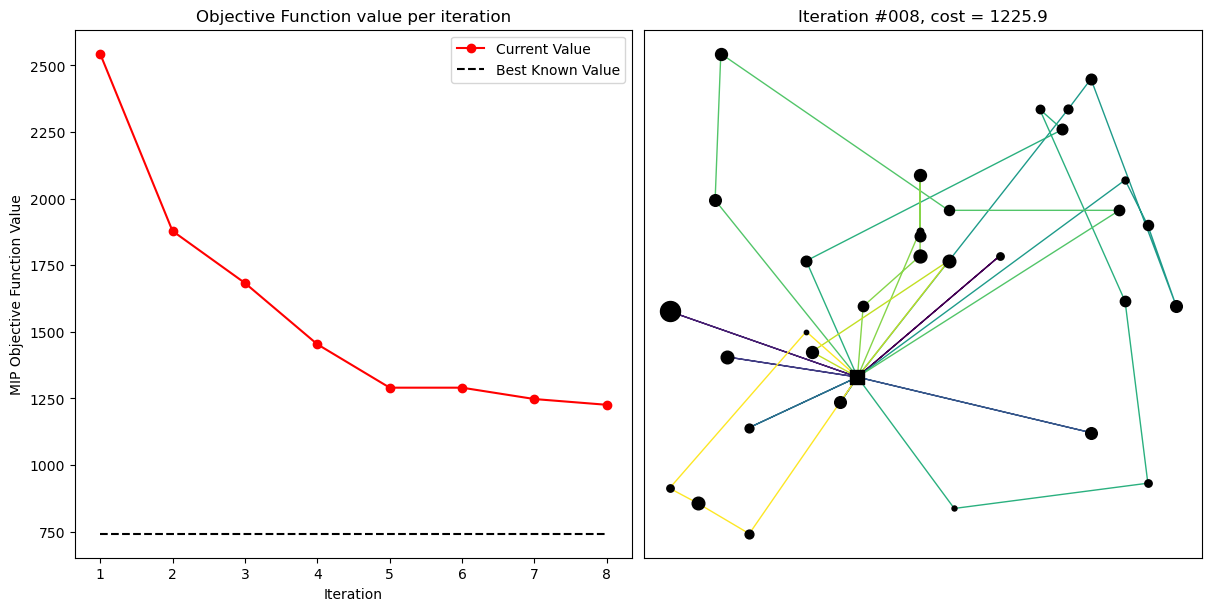 Objective Function value per iteration
Current Value
Best Known Value
2500
2250
2000
1750
1500
1250
1000
750
MIP Objective Function Value
1 2 3 4 5 6 7 8
Iteration
Iteration #008, cost = 1225.9